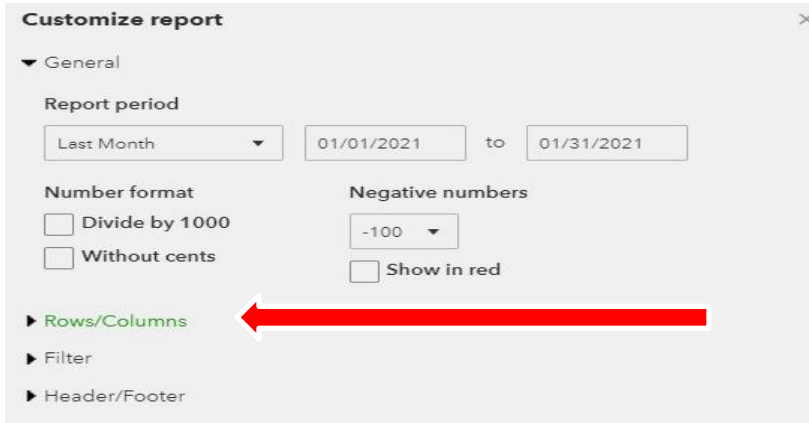 Customize report
General
Report period
Last Month 01/01/2021 to 01/31/2021
Number format Negative numbers
Divide by 1000
-100
Without cents
Show in red
Rows/Columns
Filter
Header/Footer